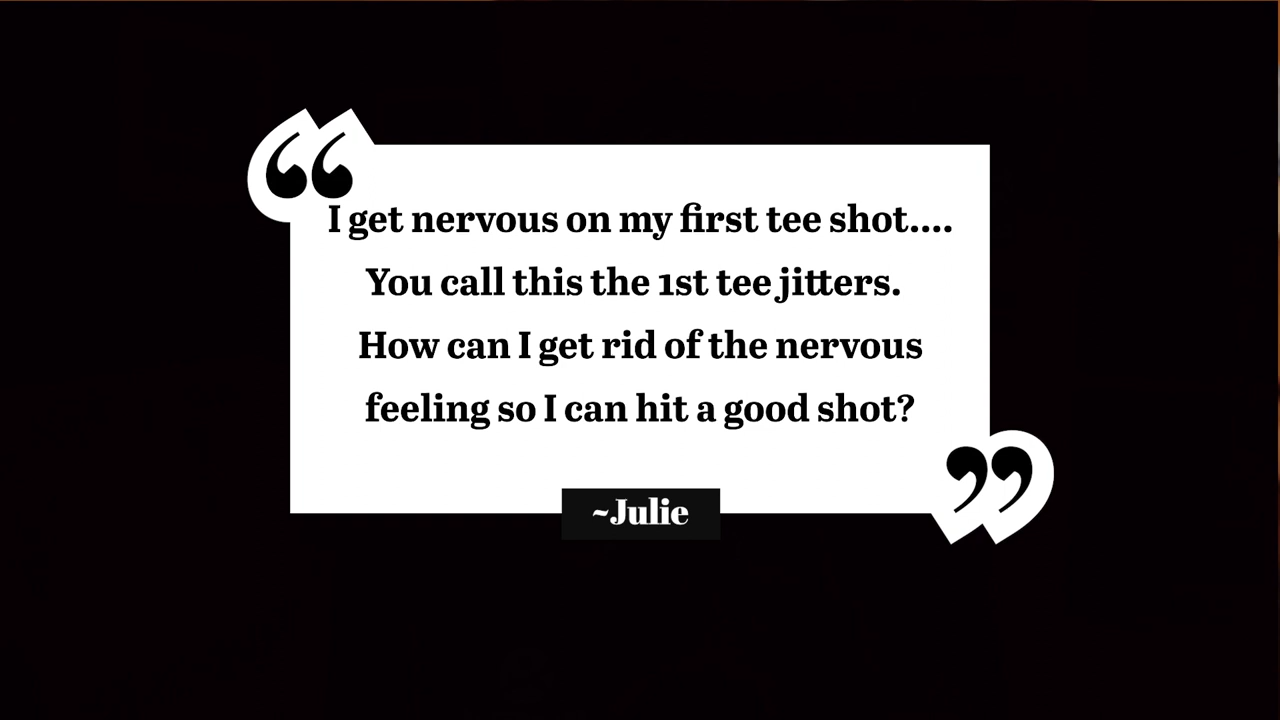 “
I get nervous on my first tee shot....
You call this the 1st tee jitters.
How can I get rid of the nervous
feeling so I can hit a good shot?
”
~Julie